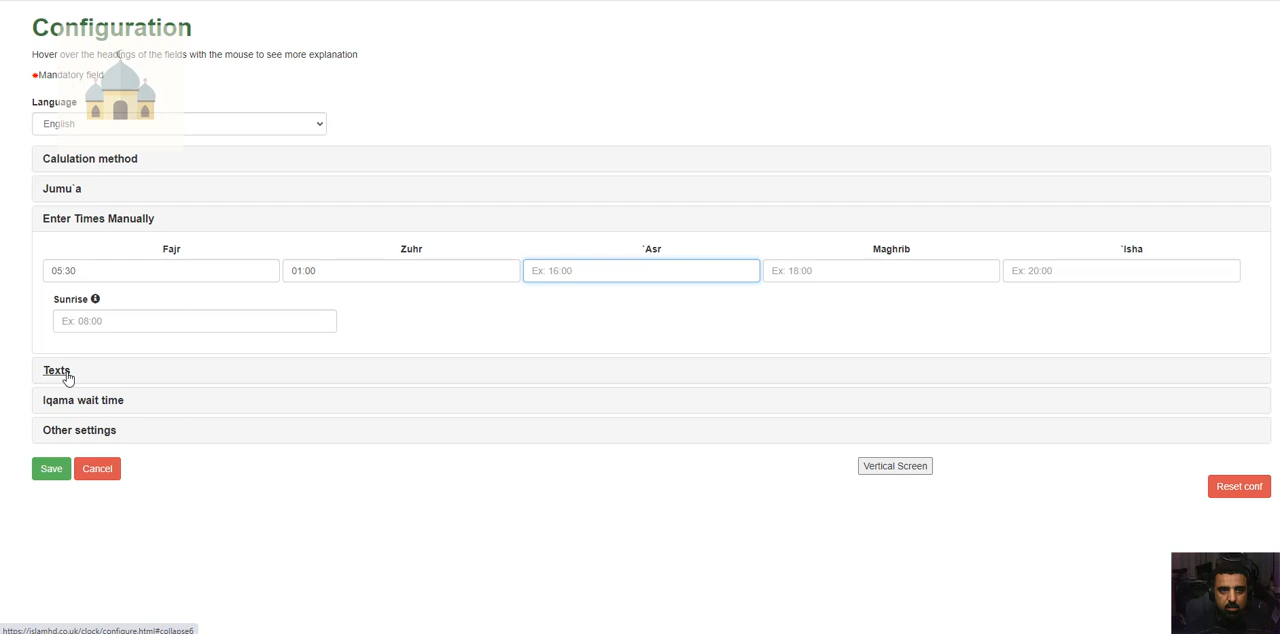 Configuration
Hover over the headings of the fields with the mouse to see more explanation
*Mandatory field
Language
English
Calulation method
Jumu`a
Enter Times Manually
Fajr Zuhr `Asr Maghrib `Isha
05:30 01:00 Ex: 16:00 Ex: 18:00 Ex: 20:00
Sunrise
Ex: 08:00
Texts
Iqama wait time
Other settings
Save Cancel Vertical Screen
Reset conf
https://islamhd.co.uk/clock/configure.html#collapse6